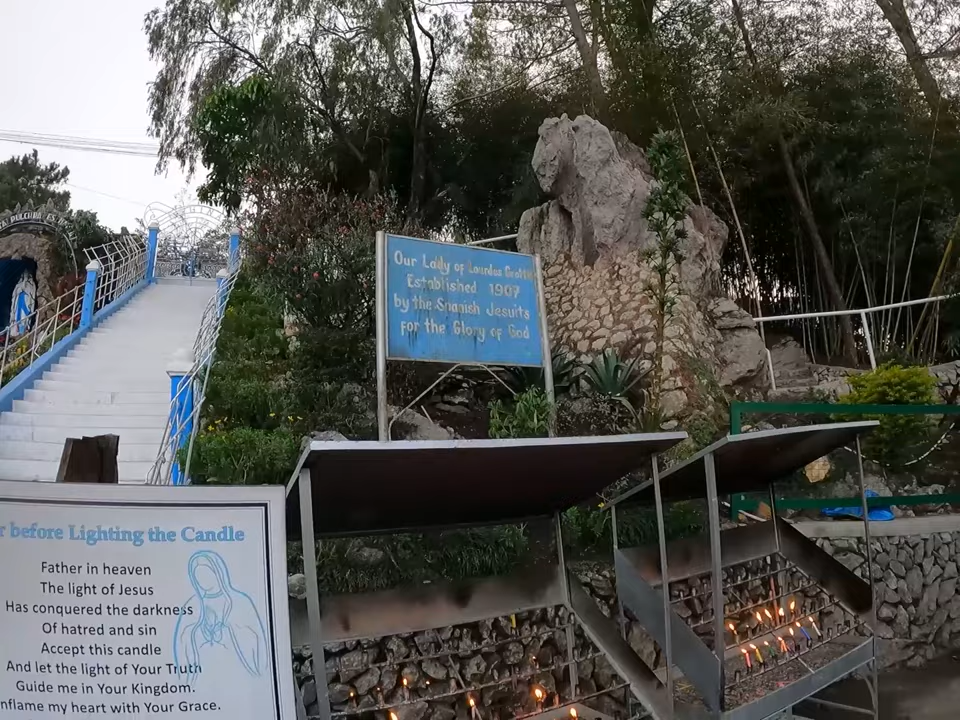 PULCHRA ES
Our Lady of Lourdes Grotto
Established 1907
by the Spanish Jesuits
for the Glory of God
before Lighting the Candle
Father in heaven
The light of Jesus
Has conquered the darkness
Of hatred and sin
Accept this candle
And let the light of Your Truth
Guide me in Your Kingdom.
nflame my heart with Your Grace.